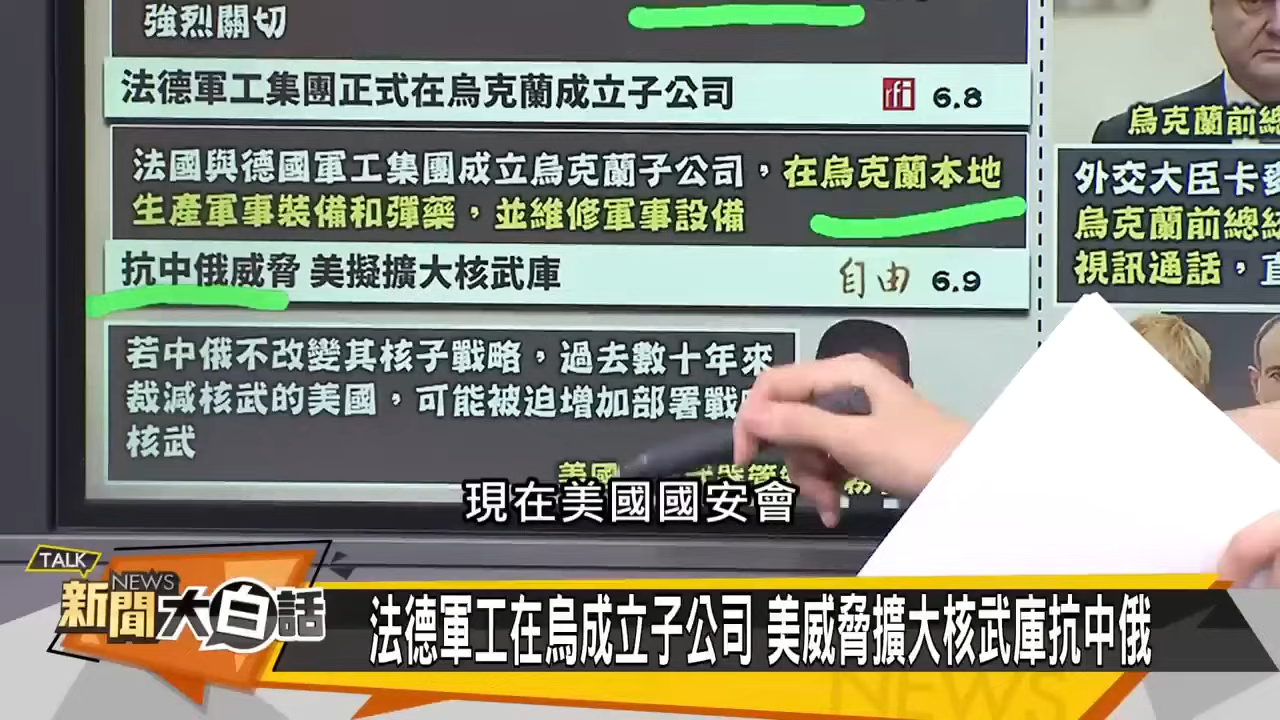 強烈關切
法德軍工集團正式在烏克蘭成立子公司 rfi 6.8
法國與德國軍工集團成立烏克蘭子公司，在烏克蘭本地
生產軍事裝備和彈藥，並維修軍事設備
抗中俄威脅 美擬擴大核武庫 自由 6.9
若中俄不改變其核子戰略，過去數十年來
裁減核武的美國，可能被迫增加部署戰
核武
美國
烏克蘭前總
外交大臣卡
烏克蘭前總統
視訊通話，直
現在美國國安會
TALK
NEWS
新聞大白話
法德軍工在烏成立子公司 美威脅擴大核武庫抗中俄
NEWS